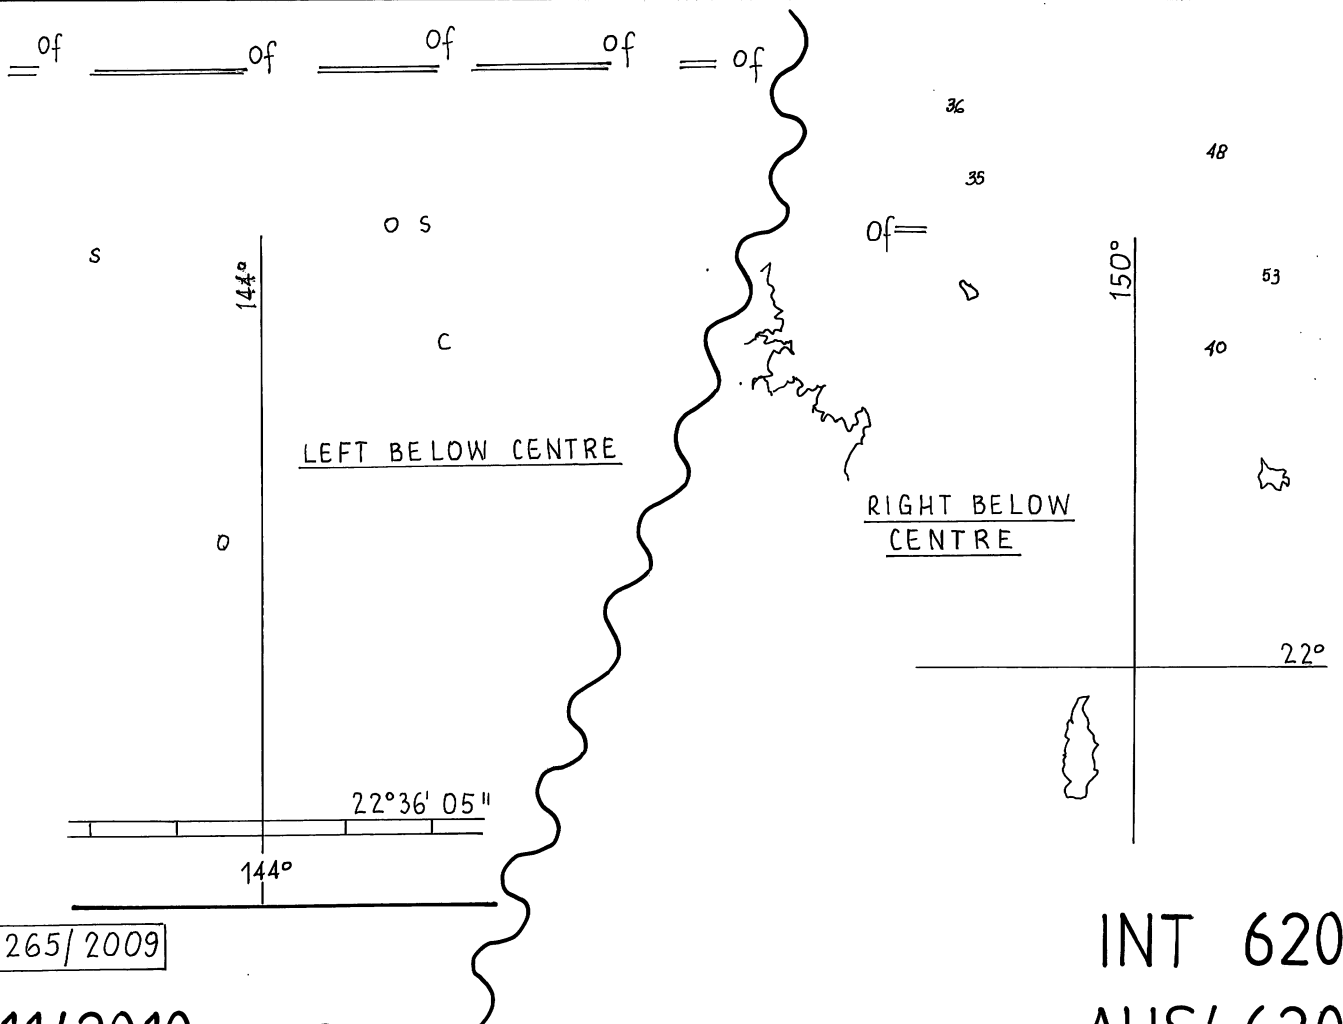 Of Of Of Of Of
36
48
35
O S
Of
S
144°
150°
53
C
40
LEFT BELOW CENTRE
RIGHT BELOW
CENTRE
O
22°
22°36' 05"
144°
265/2009
INT 620